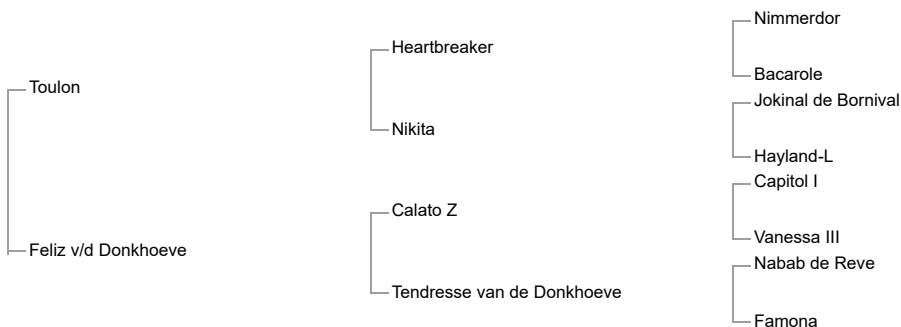 Nimmerdor
Heartbreaker
Bacarole
Toulon
Jokinal de Bornival
Nikita
Hayland-L
Capitol I
Calato Z
Vanessa III
Feliz v/d Donkhoeve
Nabab de Reve
Tendresse van de Donkhoeve
Famona